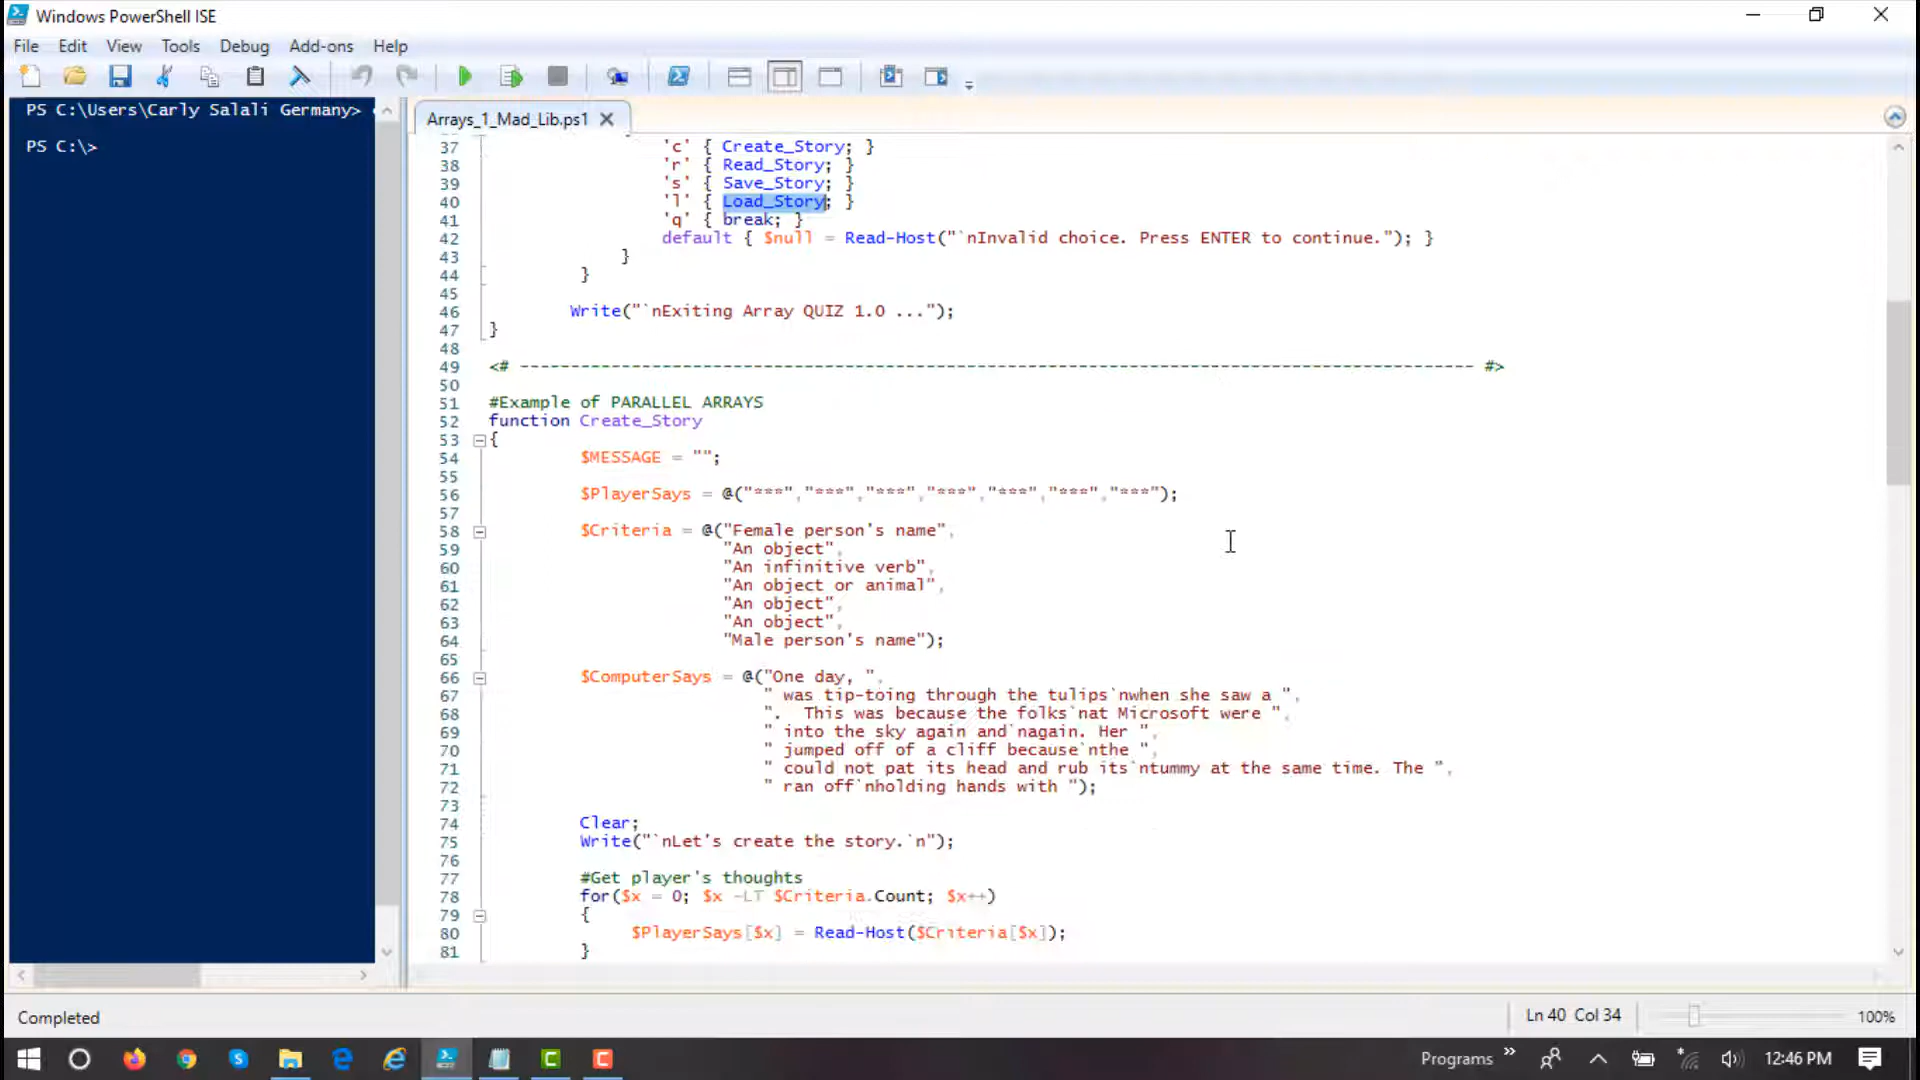 Windows PowerShell ISE
File Edit View Tools Debug Add-ons Help
PS C:\Users\Carly Salali Germany>
PS C:\>
Arrays_1_Mad_Lib.ps1
37 'c' { Create_Story; }
38 'r' { Read_Story; }
39 's' { Save_Story; }
40 'l' { Load_Story; }
41 'q' { break; }
42 default { $null = Read-Host("`nInvalid choice. Press ENTER to continue."); }
43 }
44 }
45
46 Write("`nExiting Array QUIZ 1.0 ...");
47 }
48
49 <# ---------------------------------------------------------------------------------------------- #>
50
51 #Example of PARALLEL ARRAYS
52 function Create_Story
53 {
54 $MESSAGE = "";
55
56 $PlayerSays = @("***","***","***","***","***","***","***");
57
58 $Criteria = @("Female person's name",
59 "An object",
60 "An infinitive verb",
61 "An object or animal",
62 "An object",
63 "An object",
64 "Male person's name");
65
66 $ComputerSays = @("One day, ",
67 " was tip-toing through the tulips`nwhen she saw a ",
68 ".  This was because the folks`nat Microsoft were ",
69 " into the sky again and`nagain. Her ",
70 " jumped off of a cliff because`nthe ",
71 " could not pat its head and rub its`ntummy at the same time. The ",
72 " ran off`nholding hands with ");
73
74 Clear;
75 Write("`nLet's create the story.`n");
76
77 #Get player's thoughts
78 for($x = 0; $x -LT $Criteria.Count; $x++)
79 {
80 $PlayerSays[$x] = Read-Host($Criteria[$x]);
81 }
Completed
Ln 40 Col 34
100%
Programs
12:46 PM